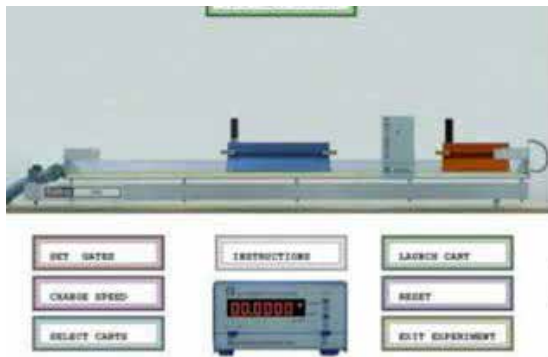 SET GATES
INSTRUCTIONS
LAUNCH CART
CHANGE SPEED
RESET
SELECT CARTS
00.0000
EXIT EXPERIMENT